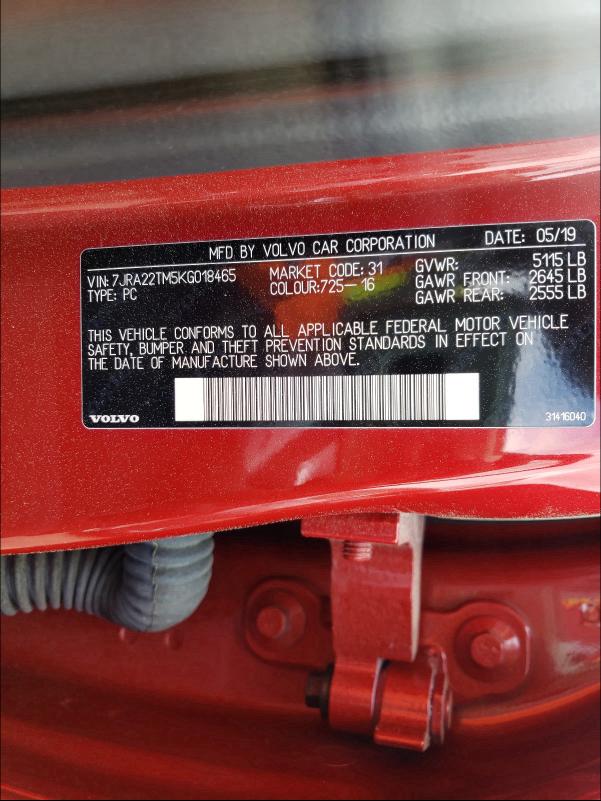 MFD BY VOLVO CAR CORPORATION DATE: 05/19
VIN: 7JRA22TM5KG018465 MARKET CODE: 31 GVWR: 5115 LB
TYPE: PC COLOUR:725-16 GAWR FRONT: 2645 LB
GAWR REAR: 2555 LB
THIS VEHICLE CONFORMS TO ALL APPLICABLE FEDERAL MOTOR VEHICLE
SAFETY, BUMPER AND THEFT PREVENTION STANDARDS IN EFFECT ON
THE DATE OF MANUFACTURE SHOWN ABOVE.
VOLVO 31416040